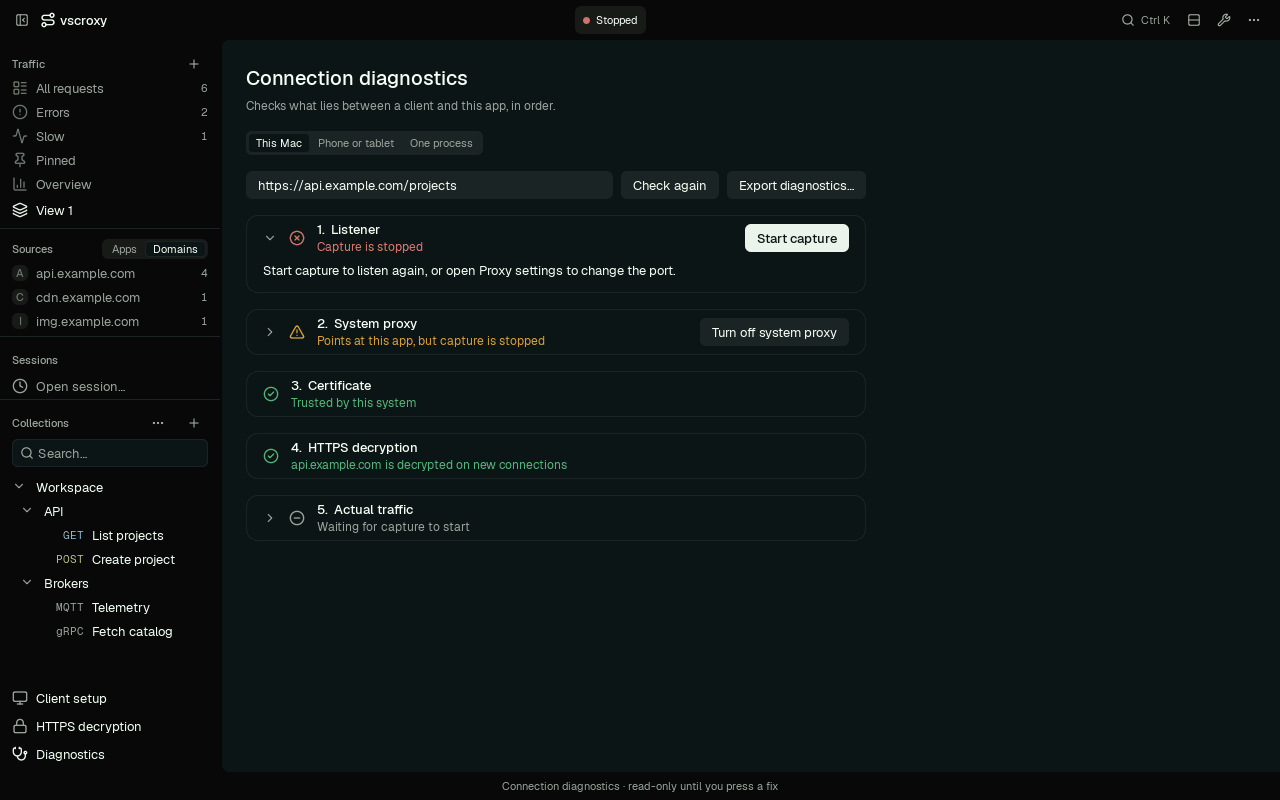 vscroxy
Stopped
Ctrl K
Traffic
All requests 6
Errors 2
Slow 1
Pinned
Overview
View 1
Sources Apps Domains
A api.example.com 4
C cdn.example.com 1
I img.example.com 1
Sessions
Open session...
Collections
Search...
Workspace
API
GET List projects
POST Create project
Brokers
MQTT Telemetry
gRPC Fetch catalog
Client setup
HTTPS decryption
Diagnostics
Connection diagnostics
Checks what lies between a client and this app, in order.
This Mac Phone or tablet One process
https://api.example.com/projects Check again Export diagnostics...
1. Listener
Capture is stopped
Start capture
Start capture to listen again, or open Proxy settings to change the port.
2. System proxy
Points at this app, but capture is stopped
Turn off system proxy
3. Certificate
Trusted by this system
4. HTTPS decryption
api.example.com is decrypted on new connections
5. Actual traffic
Waiting for capture to start
Connection diagnostics · read-only until you press a fix